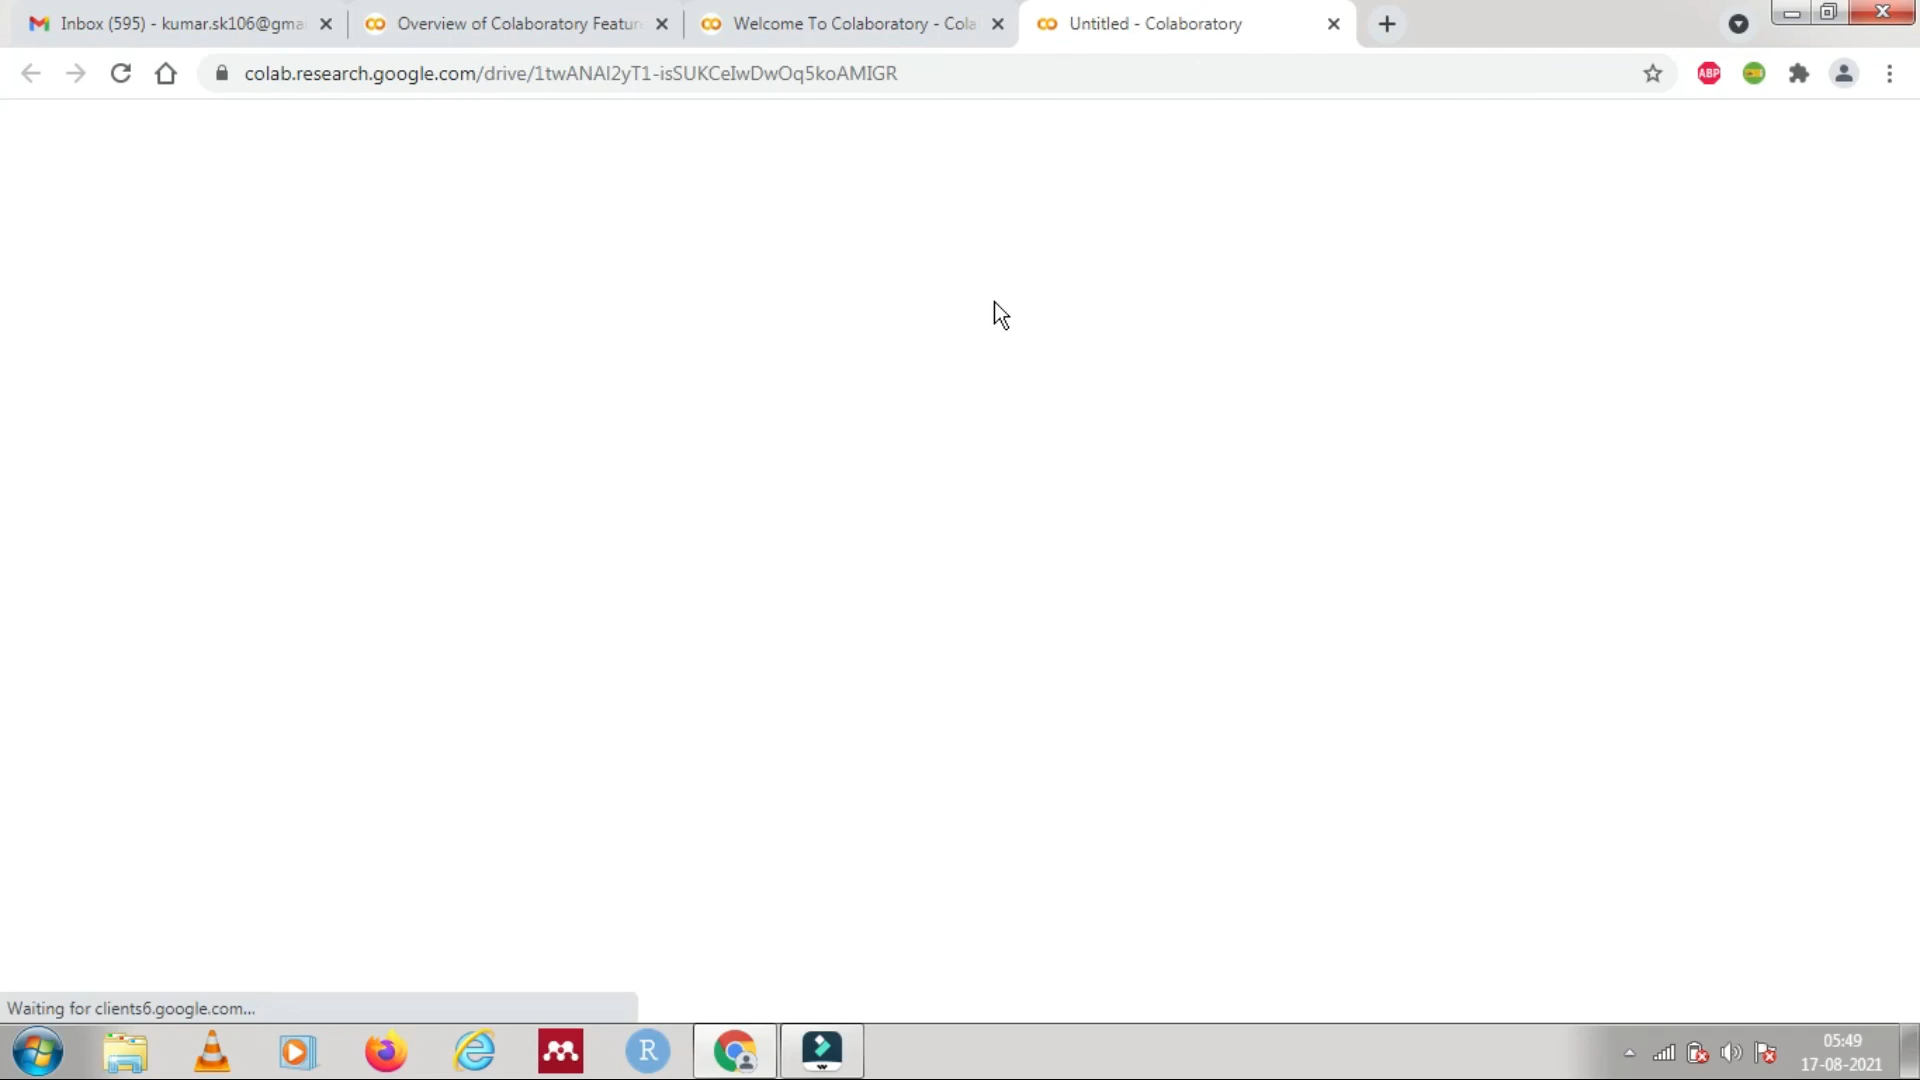 Inbox (595) - kumar.sk106@gma
Overview of Colaboratory Featur
Welcome To Colaboratory - Cola
Untitled - Colaboratory
colab.research.google.com/drive/1twANAI2yT1-isSUKCeIwDwOq5koAMIGR
ABP
Waiting for clients6.google.com...
R
05:49
17-08-2021